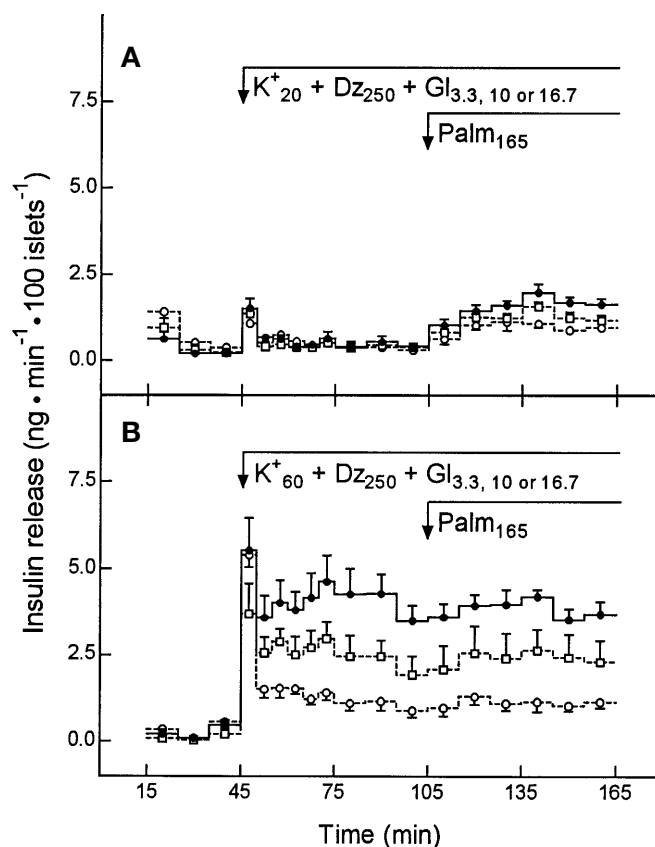 A
K⁺₂₀ + Dz₂₅₀ + Gl₃.₃, ₁₀ or ₁₆.₇
Palm₁₆₅
7.5
5.0
2.5
0.0
Insulin release (ng • min⁻¹ • 100 islets⁻¹)
B
K⁺₆₀ + Dz₂₅₀ + Gl₃.₃, ₁₀ or ₁₆.₇
Palm₁₆₅
7.5
5.0
2.5
0.0
15 45 75 105 135 165
Time (min)